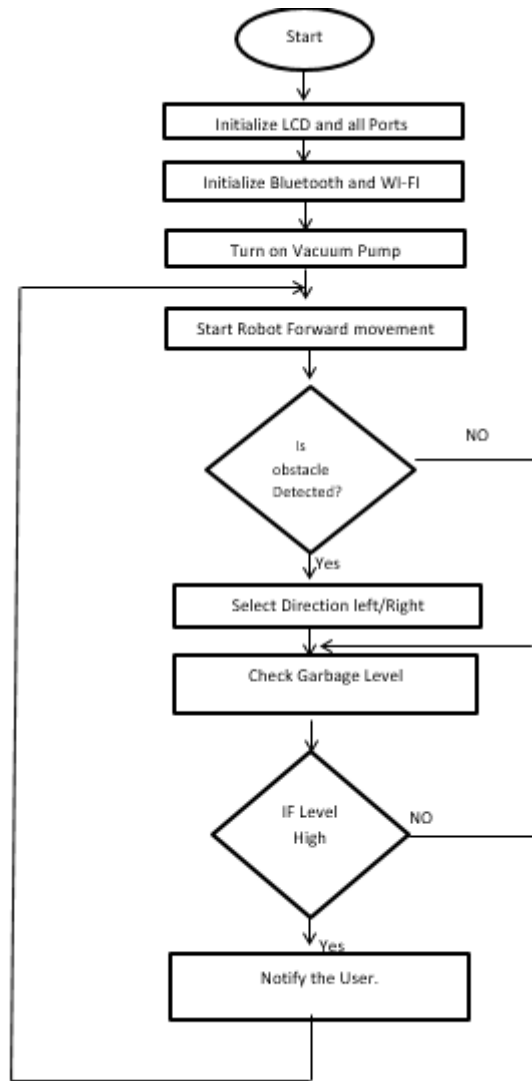 Start
Initialize LCD and all Ports
Initialize Bluetooth and WI-FI
Turn on Vacuum Pump
Start Robot Forward movement
Is
obstacle
Detected?
NO
Yes
Select Direction left/Right
Check Garbage Level
IF Level
High
NO
Yes
Notify the User.